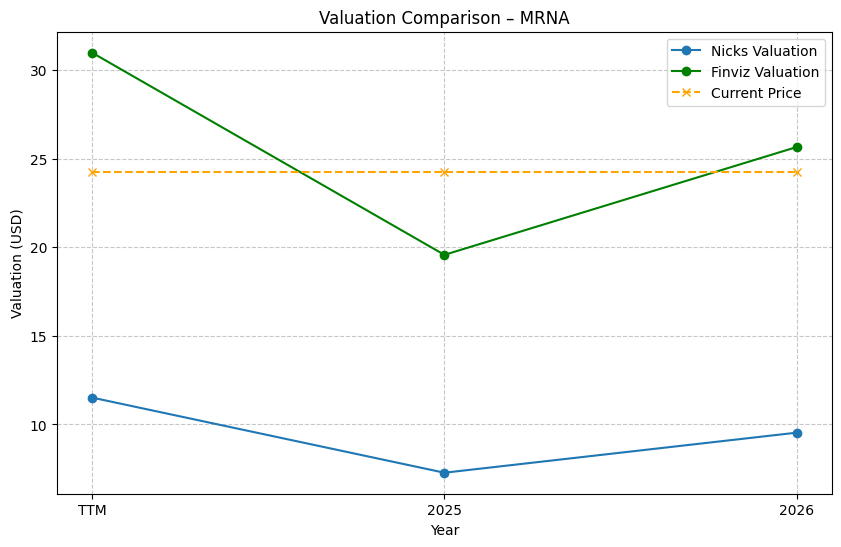 Valuation Comparison – MRNA
Nicks Valuation
Finviz Valuation
Current Price
Valuation (USD)
30
25
20
15
10
TTM
2025
2026
Year